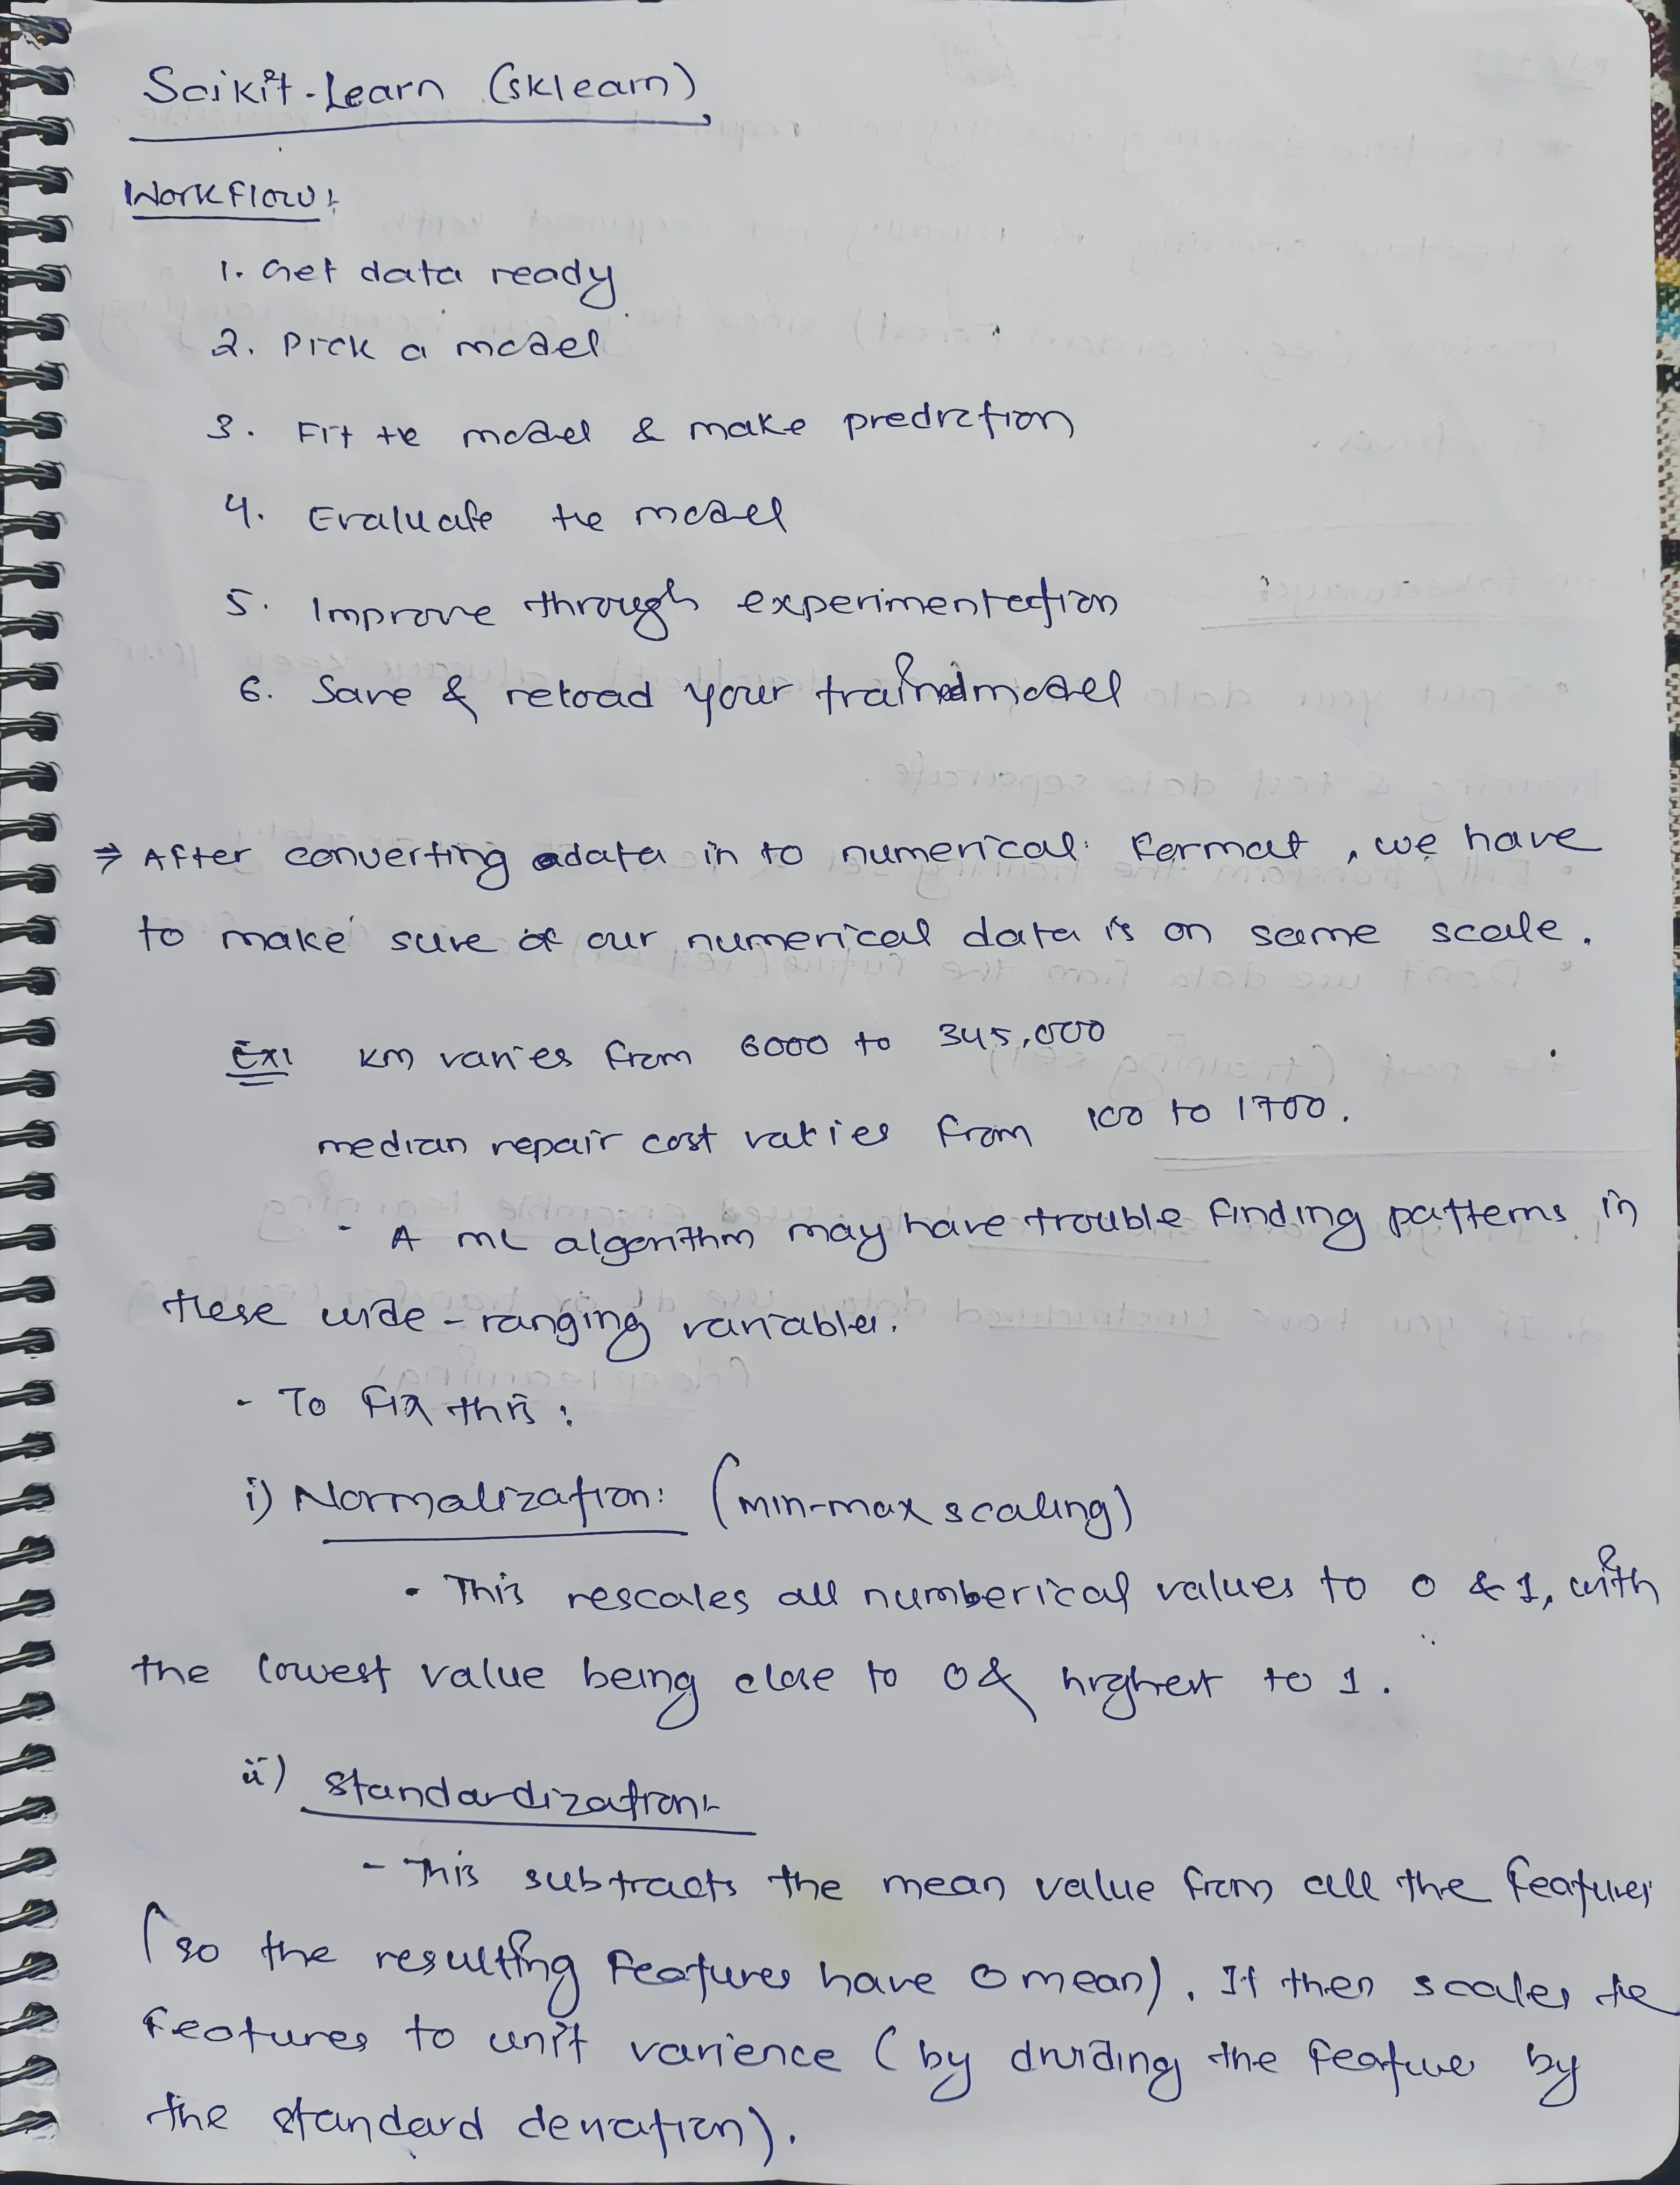 Scikit-Learn (sklearn)
Workflow:
1. Get data ready
2. Pick a model
3. Fit the model & make prediction
4. Evaluate the model
5. Improve through experimentation
6. Save & reload your trained model
⇒ After converting data in to numerical format, we have
to make sure of our numerical data is on same scale.
Ex: KM varies from 6000 to 345,000
median repair cost varies from 100 to 1700.
- A ML algorithm may have trouble finding patterns in
these wide-ranging variables.
- To fix this:
i) Normalization: (min-max scaling)
• This rescales all numberical values to 0 & 1, with
the lowest value being close to 0 & highest to 1.
ii) Standardization:-
- This subtracts the mean value from all the features
(so the resulting features have 0 mean). It then scales the
features to unit varience (by dividing the feature by
the standard deviation).